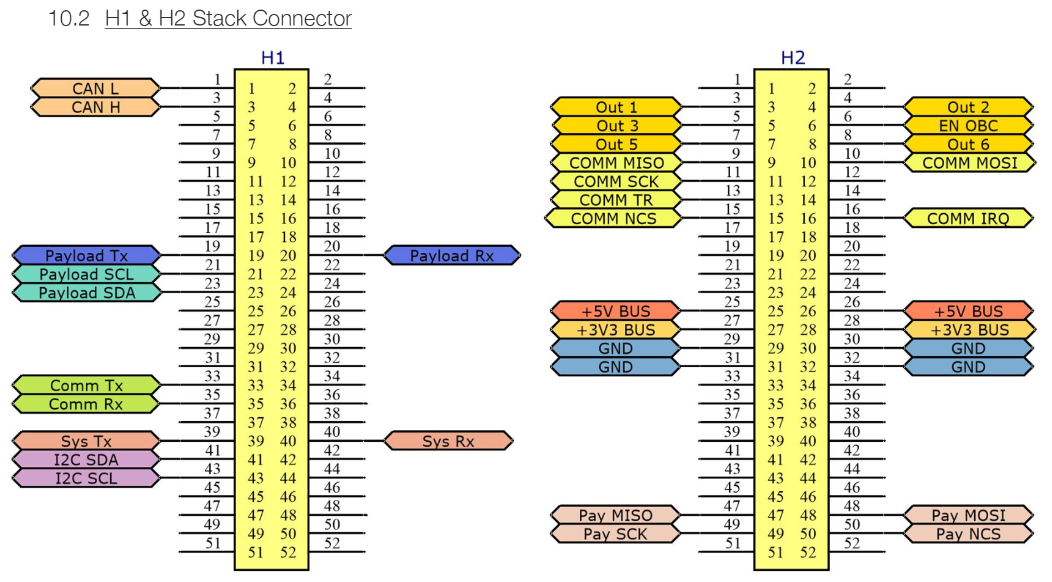 10.2 H1 & H2 Stack Connector
H1
CAN L 1 1 2 2
CAN H 3 3 4 4
5 5 6 6
7 7 8 8
9 9 10 10
11 11 12 12
13 13 14 14
15 15 16 16
17 17 18 18
Payload Tx 19 19 20 20 Payload Rx
Payload SCL 21 21 22 22
Payload SDA 23 23 24 24
25 25 26 26
27 27 28 28
29 29 30 30
31 31 32 32
Comm Tx 33 33 34 34
Comm Rx 35 35 36 36
37 37 38 38
Sys Tx 39 39 40 40 Sys Rx
I2C SDA 41 41 42 42
I2C SCL 43 43 44 44
45 45 46 46
47 47 48 48
49 49 50 50
51 51 52 52
H2
1 1 2 2
Out 1 3 3 4 4 Out 2
Out 3 5 5 6 6 EN OBC
Out 5 7 7 8 8 Out 6
COMM MISO 9 9 10 10 COMM MOSI
COMM SCK 11 11 12 12
COMM TR 13 13 14 14
COMM NCS 15 15 16 16 COMM IRQ
17 17 18 18
19 19 20 20
21 21 22 22
23 23 24 24
+5V BUS 25 25 26 26 +5V BUS
+3V3 BUS 27 27 28 28 +3V3 BUS
GND 29 29 30 30 GND
GND 31 31 32 32 GND
33 33 34 34
35 35 36 36
37 37 38 38
39 39 40 40
41 41 42 42
43 43 44 44
45 45 46 46
Pay MISO 47 47 48 48 Pay MOSI
Pay SCK 49 49 50 50 Pay NCS
51 51 52 52